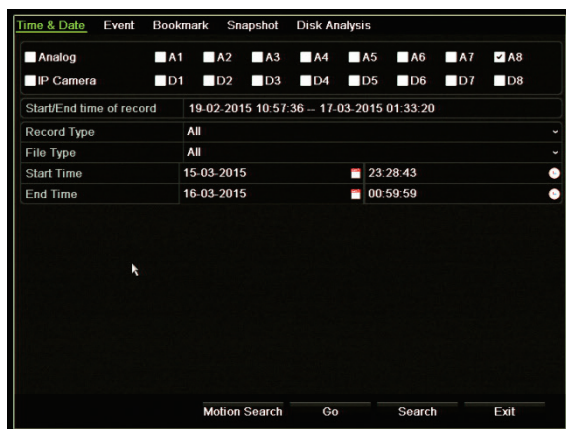 Time & Date Event Bookmark Snapshot Disk Analysis
Analog A1 A2 A3 A4 A5 A6 A7 A8
IP Camera D1 D2 D3 D4 D5 D6 D7 D8
Start/End time of record 19-02-2015 10:57:36 -- 17-03-2015 01:33:20
Record Type All
File Type All
Start Time 15-03-2015 23:28:43
End Time 16-03-2015 00:59:59
Motion Search Go Search Exit